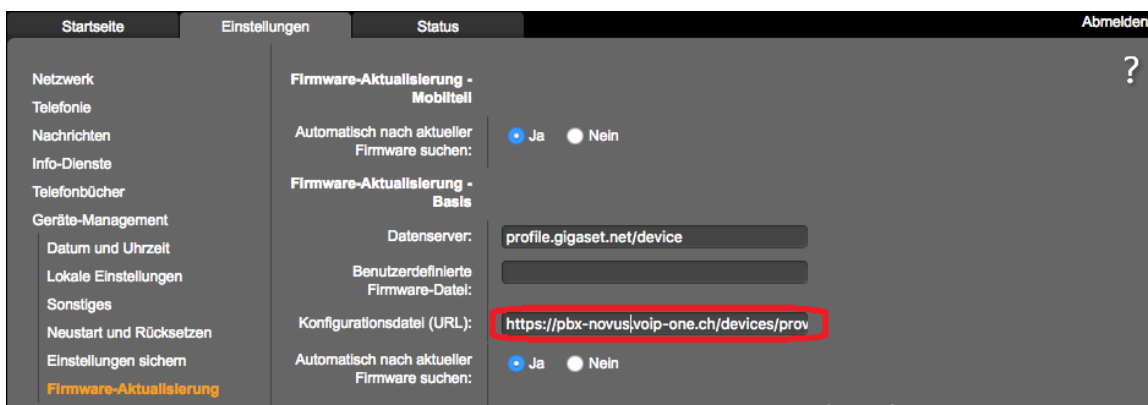 Startseite
Einstellungen
Status
Abmelden
?
Netzwerk
Telefonie
Nachrichten
Info-Dienste
Telefonbücher
Geräte-Management
Datum und Uhrzeit
Lokale Einstellungen
Sonstiges
Neustart und Rücksetzen
Einstellungen sichern
Firmware-Aktualisierung
Firmware-Aktualisierung -
Mobilteil
Automatisch nach aktueller
Firmware suchen:
Ja
Nein
Firmware-Aktualisierung -
Basis
Datenserver:
profile.gigaset.net/device
Benutzerdefinierte
Firmware-Datei:
Konfigurationsdatei (URL):
https://pbx-novus.voip-one.ch/devices/prov
Automatisch nach aktueller
Firmware suchen:
Ja
Nein